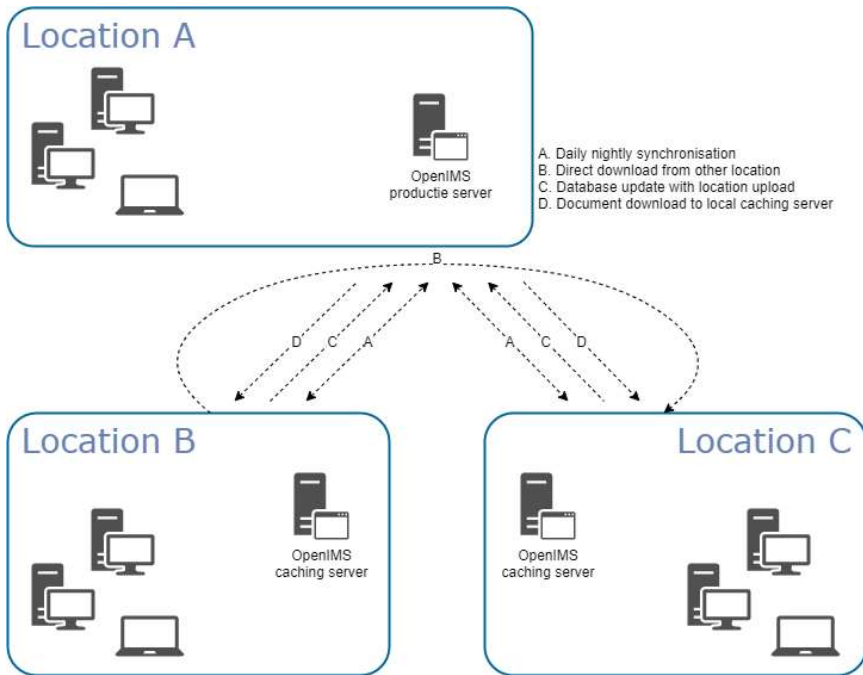 Location A
OpenIMS
productie server
A. Daily nightly synchronisation
B. Direct download from other location
C. Database update with location upload
D. Document download to local caching server
B
D
C
A
A
C
D
Location B
OpenIMS
caching server
Location C
OpenIMS
caching server